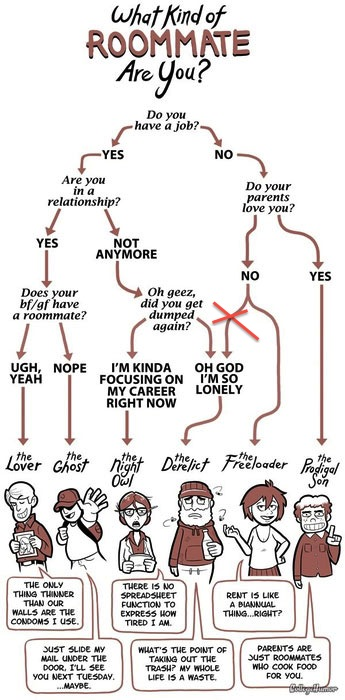 What Kind of
ROOMMATE
Are You?
Do you
have a job?
YES
NO
Are you
in a
relationship?
Do your
parents
love you?
YES
NOT
ANYMORE
NO
YES
Does your
bf/gf have
a roommate?
Oh geez,
did you get
dumped
again?
UGH,
YEAH
NOPE
I'M KINDA
FOCUSING ON
MY CAREER
RIGHT NOW
OH GOD
I'M SO
LONELY
the
Lover
the
Ghost
the
Night
Owl
the
Derelict
the
Freeloader
the
Prodigal
Son
THE ONLY
THING THINNER
THAN OUR
WALLS ARE THE
CONDOMS I USE.
THERE IS NO
SPREADSHEET
FUNCTION TO
EXPRESS HOW
TIRED I AM.
RENT IS LIKE
A BIANNUAL
THING...RIGHT?
JUST SLIDE MY
MAIL UNDER THE
DOOR, I'LL SEE
YOU NEXT TUESDAY.
...MAYBE.
WHAT'S THE POINT OF
TAKING OUT THE
TRASH? MY WHOLE
LIFE IS A WASTE.
PARENTS ARE
JUST ROOMMATES
WHO COOK FOOD
FOR YOU.
CollegeHumor